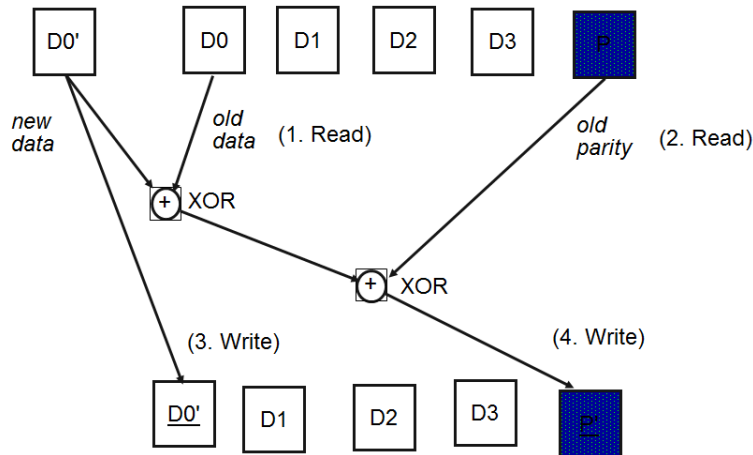 D0' D0 D1 D2 D3 P
new data
old data
(1. Read)
old parity
(2. Read)
+ XOR
+ XOR
(3. Write)
(4. Write)
D0' D1 D2 D3 P'